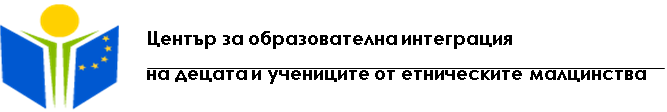 Център за образователна интеграция
на децата и учениците от етническите малцинства